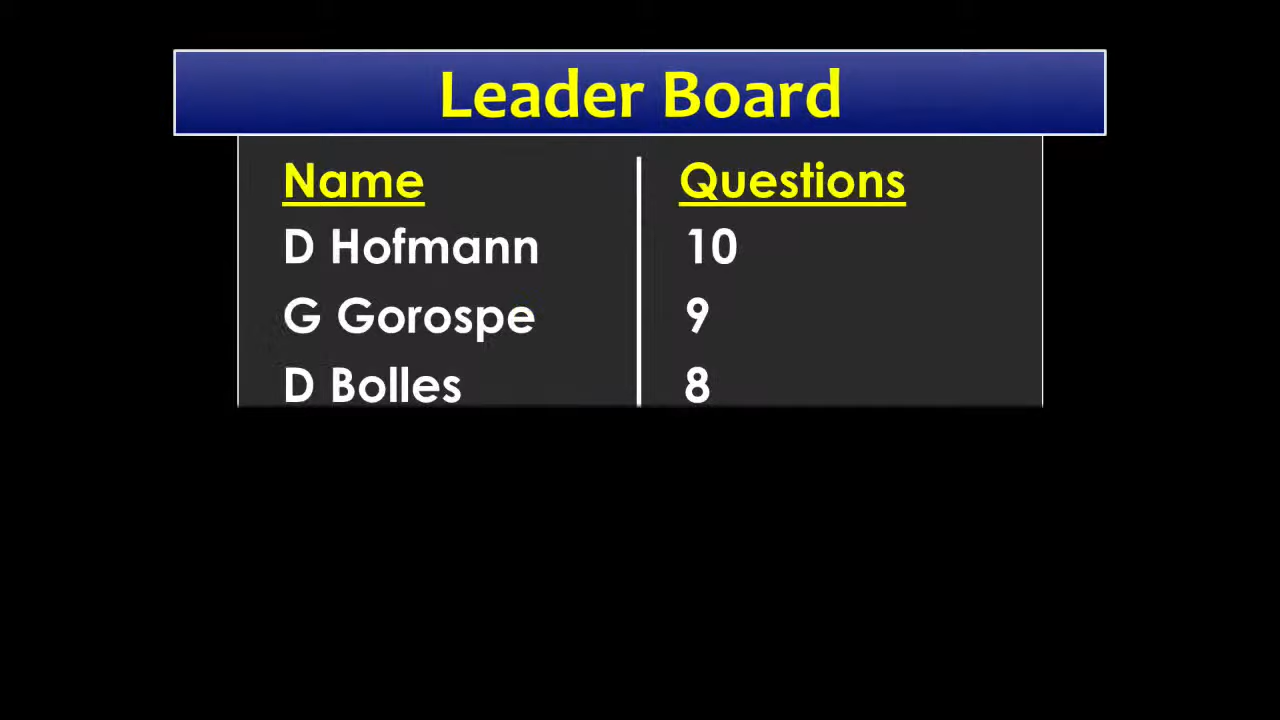 Leader Board
Name Questions
D Hofmann 10
G Gorospe 9
D Bolles 8